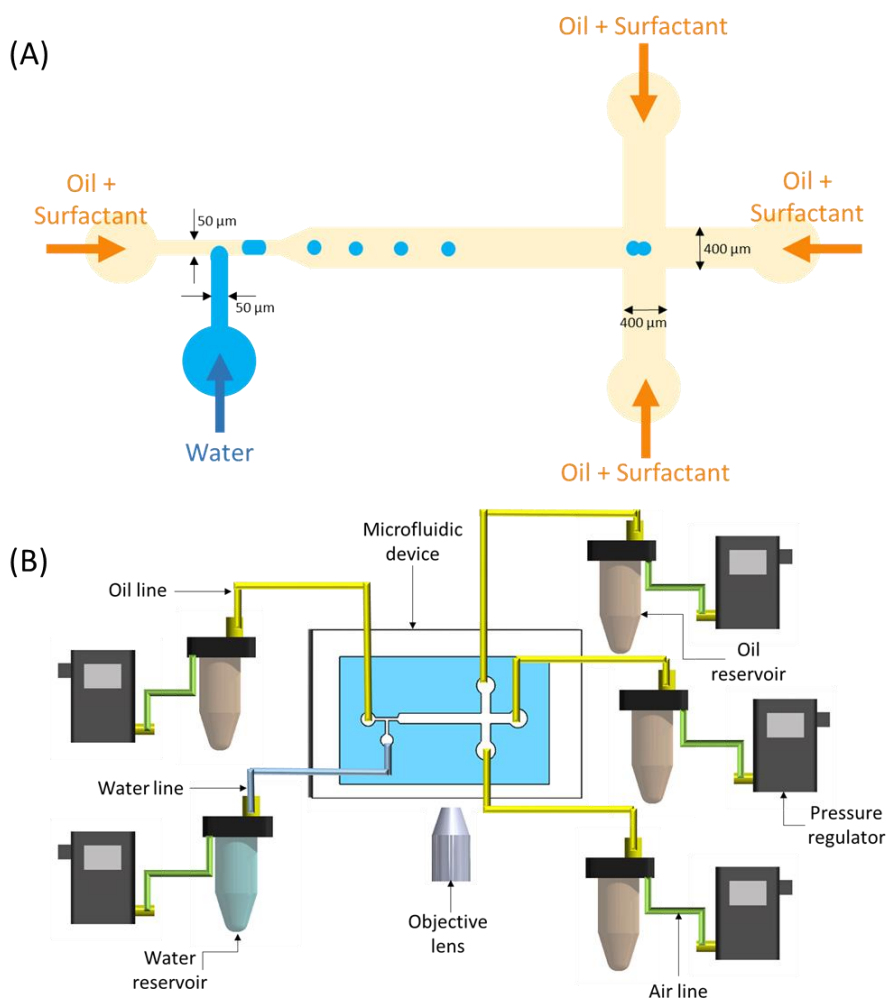 (A)
Oil + Surfactant
Oil +
Surfactant
50 µm
Oil +
Surfactant
400 µm
50 µm
400 µm
Water
Oil + Surfactant
(B)
Microfluidic
device
Oil line
Oil
reservoir
Water line
Pressure
regulator
Objective
lens
Water
reservoir
Air line